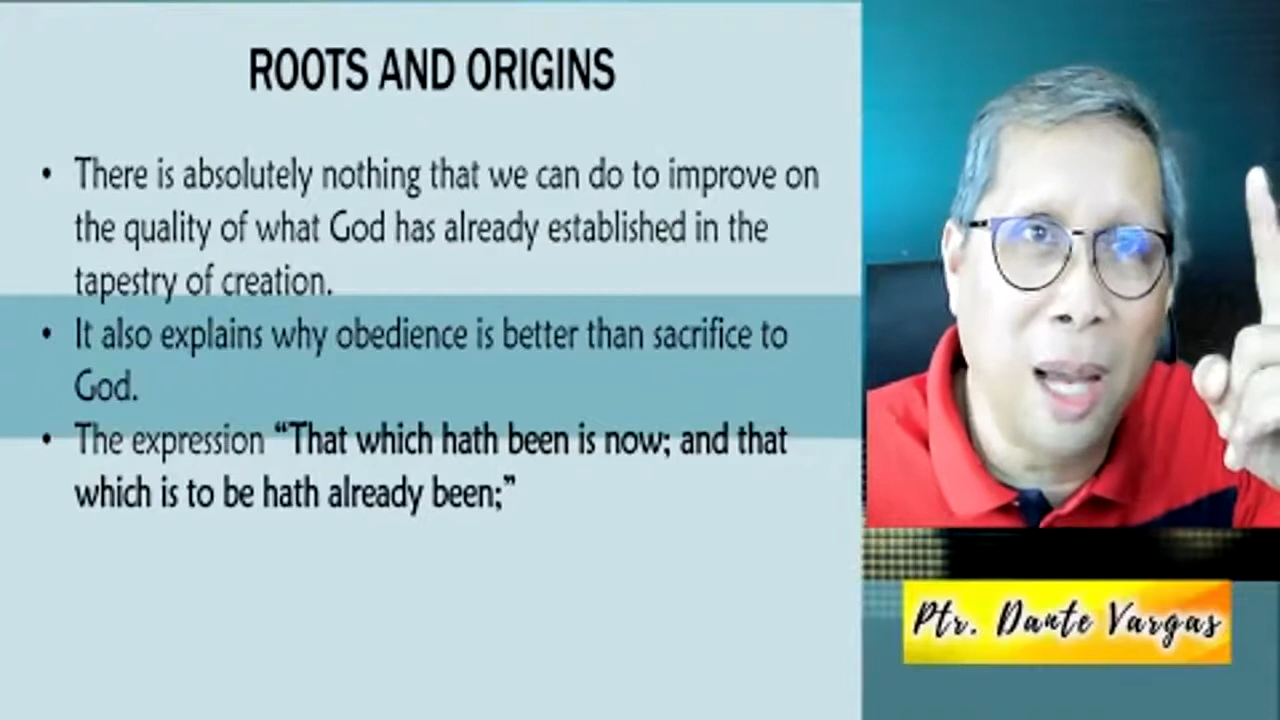 ROOTS AND ORIGINS
• There is absolutely nothing that we can do to improve on
the quality of what God has already established in the
tapestry of creation.
• It also explains why obedience is better than sacrifice to
God.
• The expression “That which hath been is now; and that
which is to be hath already been;”
Ptr. Dante Vargas